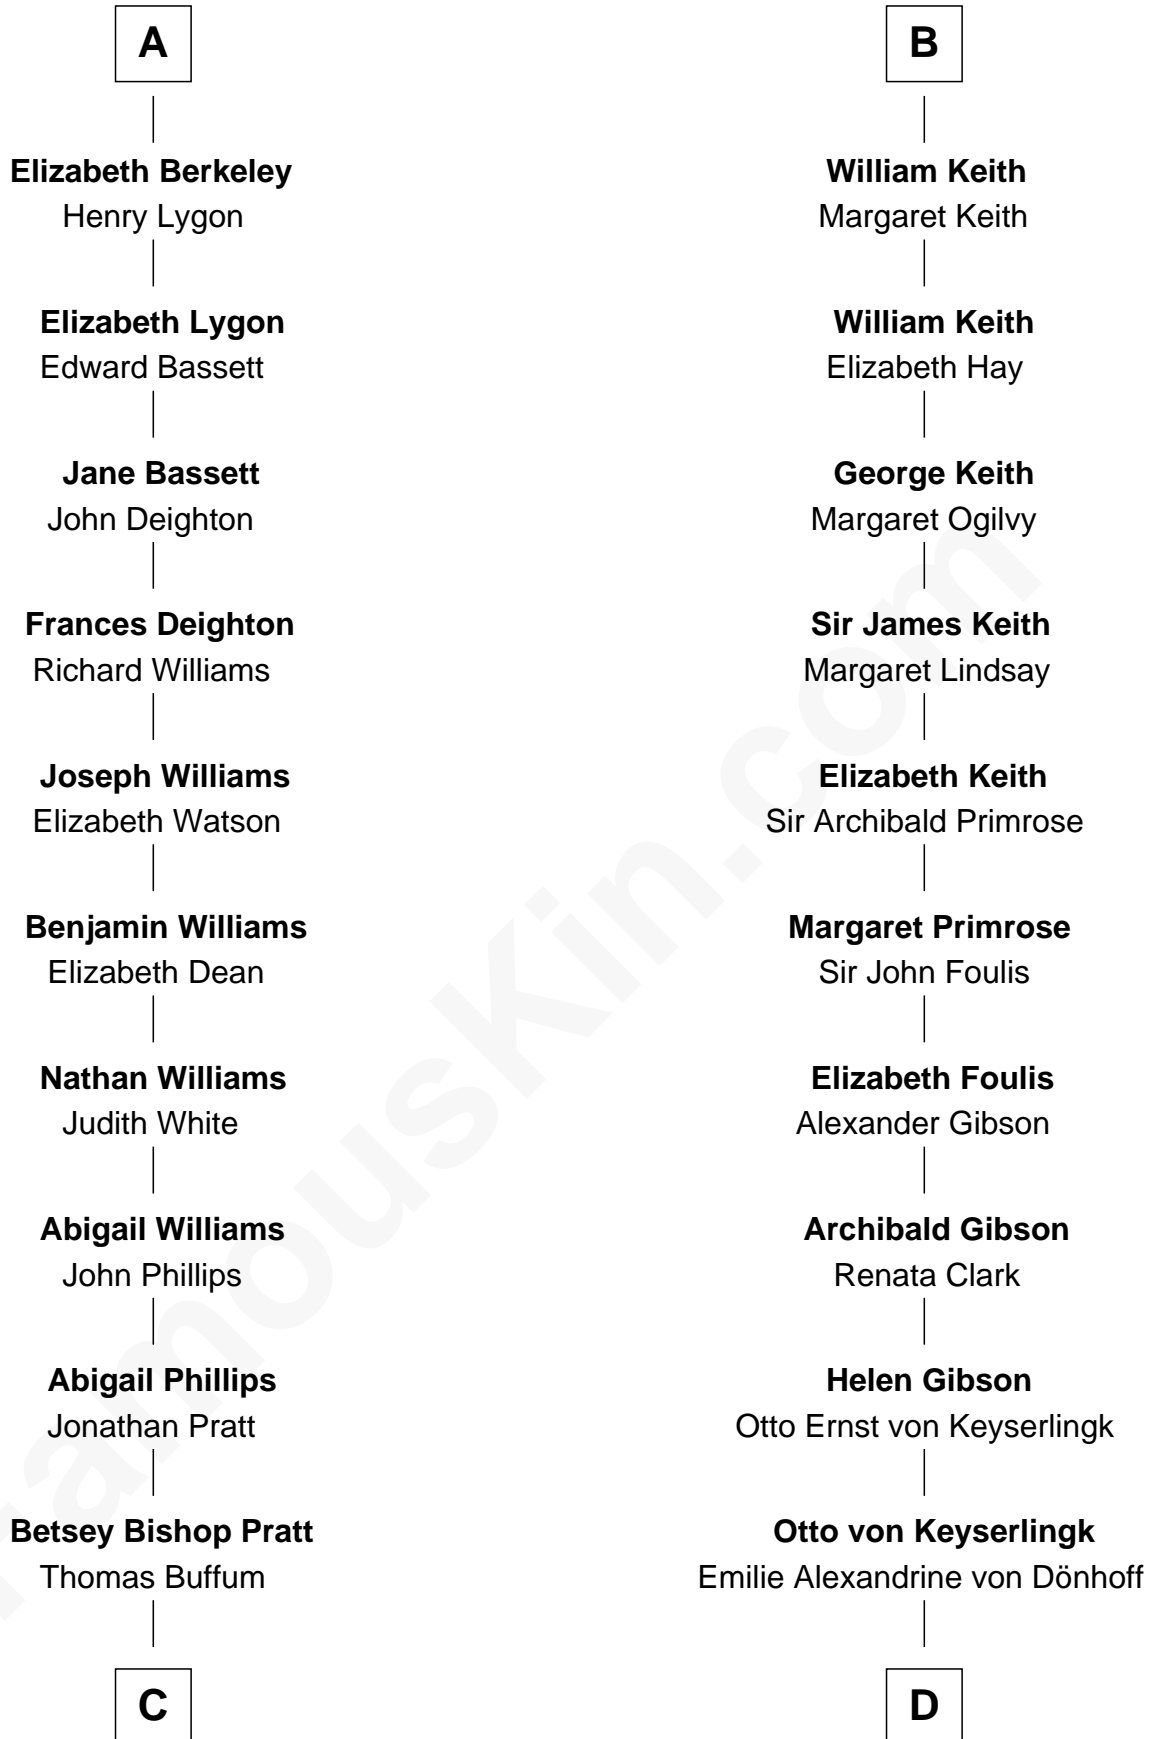 A
Elizabeth Berkeley
Henry Lygon
Elizabeth Lygon
Edward Bassett
Jane Bassett
John Deighton
Frances Deighton
Richard Williams
Joseph Williams
Elizabeth Watson
Benjamin Williams
Elizabeth Dean
Nathan Williams
Judith White
Abigail Williams
John Phillips
Abigail Phillips
Jonathan Pratt
Betsey Bishop Pratt
Thomas Buffum
C
B
William Keith
Margaret Keith
William Keith
Elizabeth Hay
George Keith
Margaret Ogilvy
Sir James Keith
Margaret Lindsay
Elizabeth Keith
Sir Archibald Primrose
Margaret Primrose
Sir John Foulis
Elizabeth Foulis
Alexander Gibson
Archibald Gibson
Renata Clark
Helen Gibson
Otto Ernst von Keyserlingk
Otto von Keyserlingk
Emilie Alexandrine von Dönhoff
D
FamousKin.com